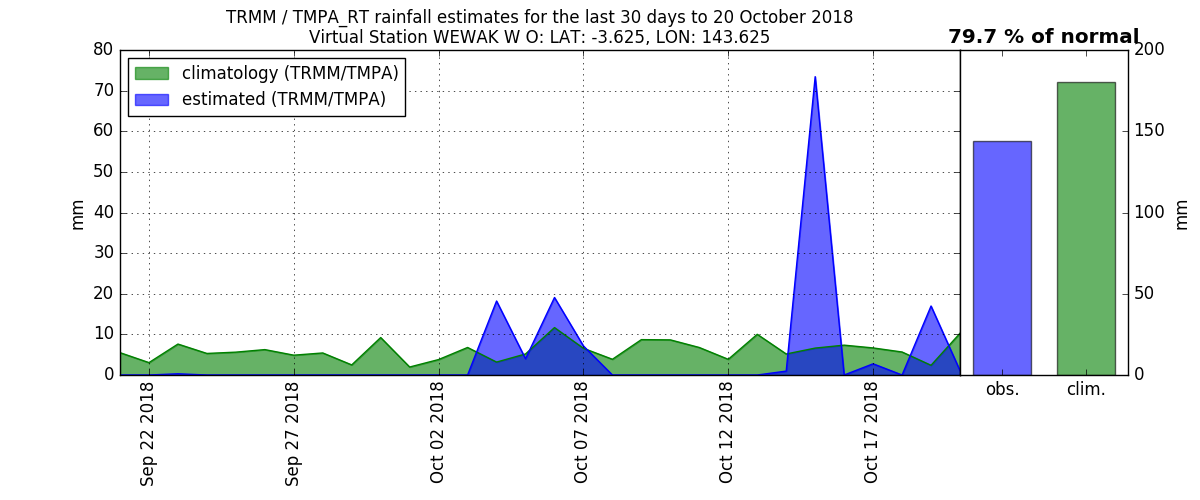 TRMM / TMPA_RT rainfall estimates for the last 30 days to 20 October 2018
Virtual Station WEWAK W O: LAT: -3.625, LON: 143.625
79.7 % of normal
climatology (TRMM/TMPA)
estimated (TRMM/TMPA)
80
70
60
50
40
30
20
10
0
mm
Sep 22 2018
Sep 27 2018
Oct 02 2018
Oct 07 2018
Oct 12 2018
Oct 17 2018
obs.
clim.
200
150
100
50
0
mm